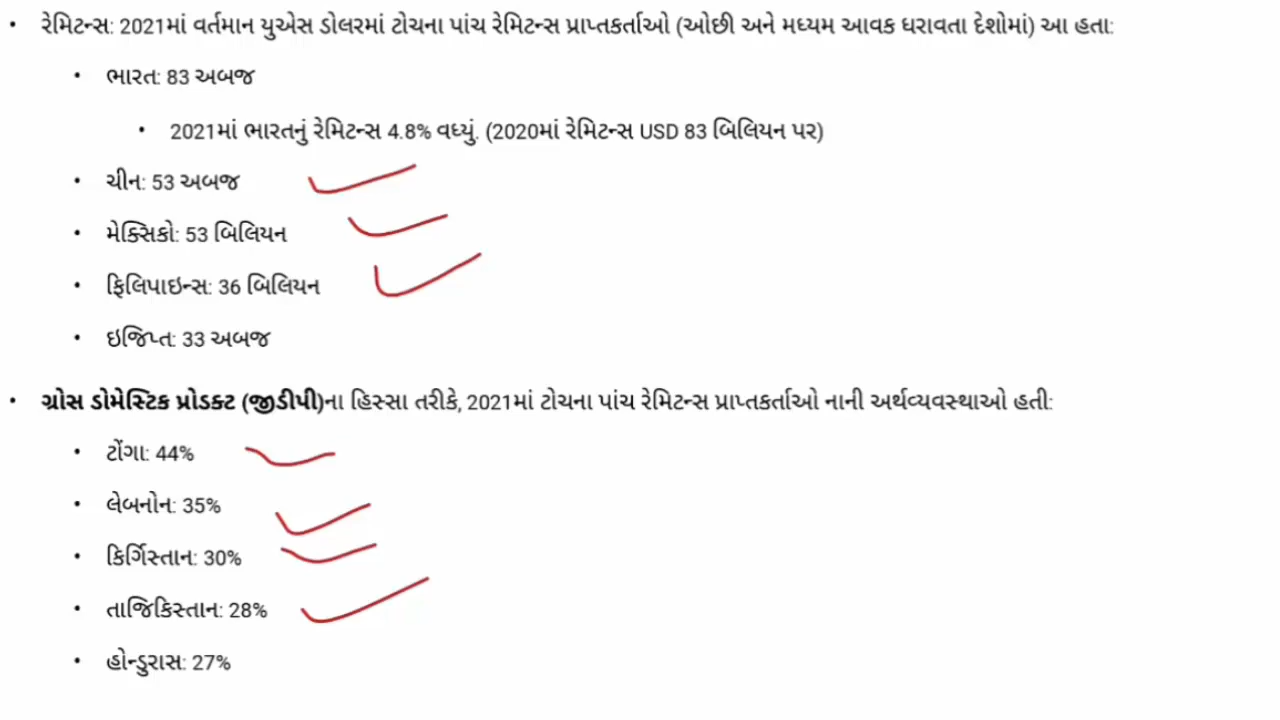 • રેમિટન્સ: 2021માં વર્તમાન યુએસ ડોલરમાં ટોચના પાંચ રેમિટન્સ પ્રાપ્તકર્તાઓ (ઓછી અને મધ્યમ આવક ધરાવતા દેશોમાં) આ હતા:
• ભારત: 83 અબજ
• 2021માં ભારતનું રેમિટન્સ 4.8% વધ્યું. (2020માં રેમિટન્સ USD 83 બિલિયન પર)
• ચીન: 53 અબજ
• મેક્સિકો: 53 બિલિયન
• ફિલિપાઇન્સ: 36 બિલિયન
• ઇજિપ્ત: 33 અબજ
• ગ્રોસ ડોમેસ્ટિક પ્રોડક્ટ (જીડીપી)ના હિસ્સા તરીકે, 2021માં ટોચના પાંચ રેમિટન્સ પ્રાપ્તકર્તાઓ નાની અર્થવ્યવસ્થાઓ હતી:
• ટોંગા: 44%
• લેબનોન: 35%
• કિર્ગિસ્તાન: 30%
• તાજિકિસ્તાન: 28%
• હોન્ડુરાસ: 27%